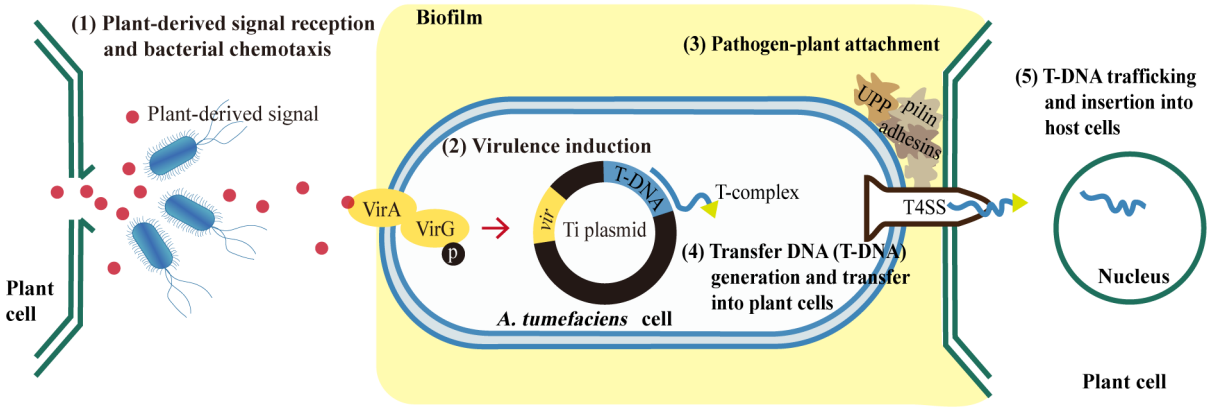 (1) Plant-derived signal reception
and bacterial chemotaxis
Plant-derived signal
Plant
cell
Biofilm
(2) Virulence induction
VirA
VirG
p
vir
T-DNA
Ti plasmid
T-complex
A. tumefaciens cell
(3) Pathogen-plant attachment
UPP
pilin
adhesins
T4SS
(4) Transfer DNA (T-DNA)
generation and transfer
into plant cells
(5) T-DNA trafficking
and insertion into
host cells
Nucleus
Plant cell